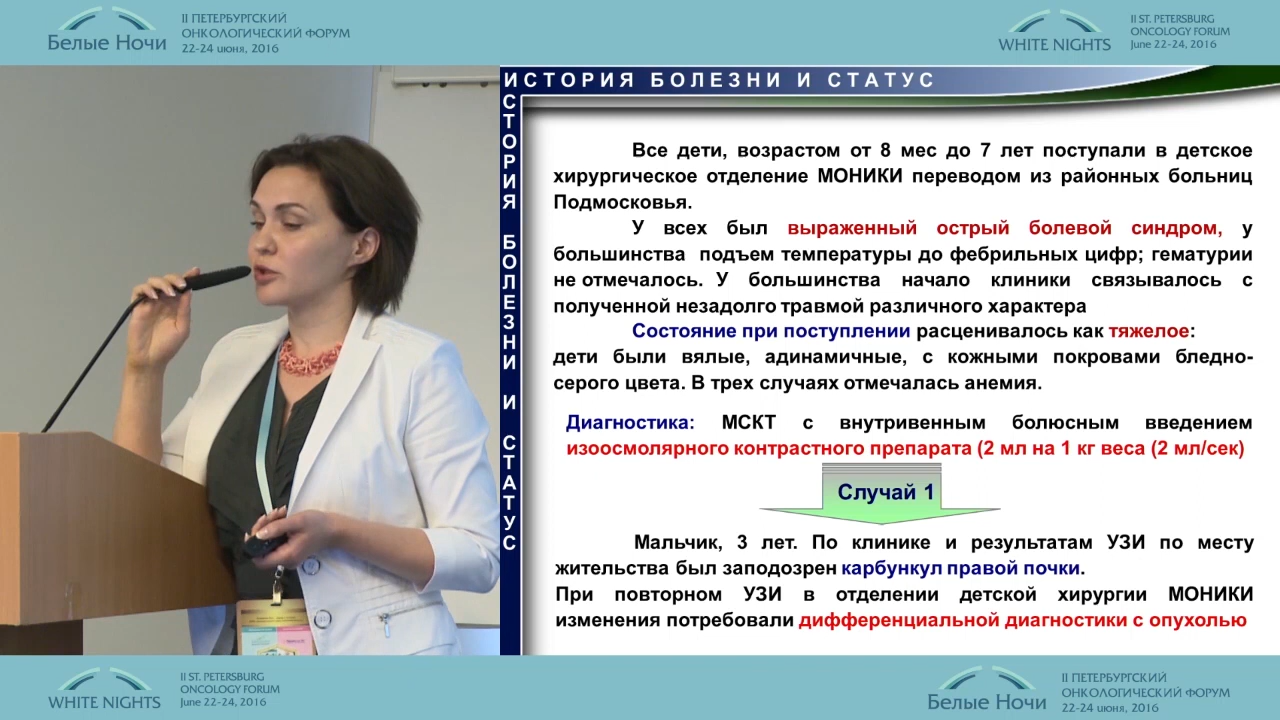 Белые Ночи
II ПЕТЕРБУРГСКИЙ
ОНКОЛОГИЧЕСКИЙ ФОРУМ
22-24 июня, 2016
WHITE NIGHTS
II ST. PETERSBURG
ONCOLOGY FORUM
June 22-24, 2016
ИСТОРИЯ БОЛЕЗНИ И СТАТУС
ИСТОРИЯ БОЛЕЗНИ И СТАТУС
Все дети, возрастом от 8 мес до 7 лет поступали в детское
хирургическое отделение МОНИКИ переводом из районных больниц
Подмосковья.
У всех был выраженный острый болевой синдром, у
большинства подъем температуры до фебрильных цифр; гематурии
не отмечалось. У большинства начало клиники связывалось с
полученной незадолго травмой различного характера
Состояние при поступлении расценивалось как тяжелое:
дети были вялые, адинамичные, с кожными покровами бледно-
серого цвета. В трех случаях отмечалась анемия.
Диагностика: МСКТ с внутривенным болюсным введением
изоосмолярного контрастного препарата (2 мл на 1 кг веса (2 мл/сек)
Случай 1
Мальчик, 3 лет. По клинике и результатам УЗИ по месту
жительства был заподозрен карбункул правой почки.
При повторном УЗИ в отделении детской хирургии МОНИКИ
изменения потребовали дифференциальной диагностики с опухолью
WHITE NIGHTS
II ST. PETERSBURG
ONCOLOGY FORUM
June 22-24, 2016
Белые Ночи
II ПЕТЕРБУРГСКИЙ
ОНКОЛОГИЧЕСКИЙ ФОРУМ
22-24 июня, 2016